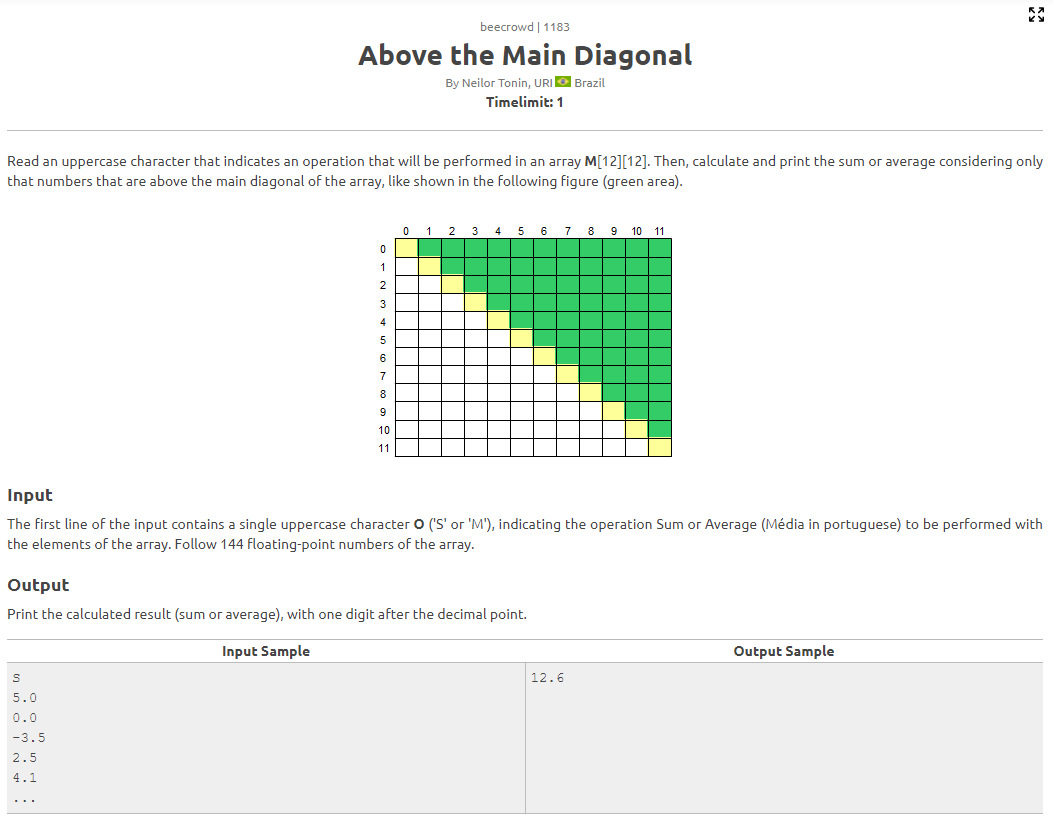 beecrowd | 1183
Above the Main Diagonal
By Neilor Tonin, URI Brazil
Timelimit: 1
Read an uppercase character that indicates an operation that will be performed in an array M[12][12]. Then, calculate and print the sum or average considering only
that numbers that are above the main diagonal of the array, like shown in the following figure (green area).
0 1 2 3 4 5 6 7 8 9 10 11
0
1
2
3
4
5
6
7
8
9
10
11
Input
The first line of the input contains a single uppercase character O ('S' or 'M'), indicating the operation Sum or Average (Média in portuguese) to be performed with
the elements of the array. Follow 144 floating-point numbers of the array.
Output
Print the calculated result (sum or average), with one digit after the decimal point.
Input Sample Output Sample
S 12.6
5.0
0.0
-3.5
2.5
4.1
...